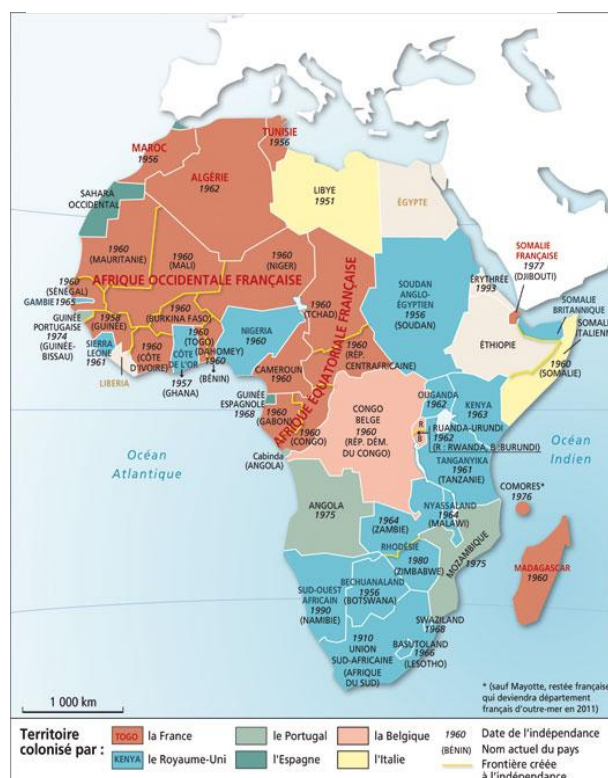 MAROC
1956
TUNISIE
1956
ALGÉRIE
1962
LIBYE
1951
ÉGYPTE
SAHARA
OCCIDENTAL
1960
(MAURITANIE)
1960
(MALI)
1960
(NIGER)
AFRIQUE OCCIDENTALE FRANÇAISE
AFRIQUE ÉQUATORIALE FRANÇAISE
1960
(TCHAD)
SOUDAN
ANGLO-
ÉGYPTIEN
1956
(SOUDAN)
ÉRYTHRÉE
1993
SOMALIE
FRANÇAISE
1977
(DJIBOUTI)
SOMALIE
BRITANNIQUE
SOMALIE
ITALIENNE
1960
(SOMALIE)
ÉTHIOPIE
1960
(SÉNÉGAL)
GAMBIE 1965
GUINÉE
PORTUGAISE
1974
(GUINÉE-
BISSAU)
1958
(GUINÉE)
SIERRA
LEONE
1961
LIBÉRIA
1960
(CÔTE
D'IVOIRE)
1960
(BURKINA FASO)
CÔTE
DE L'OR
1957
(GHANA)
1960
(TOGO)
(DAHOMEY)
1960
(BÉNIN)
NIGERIA
1960
CAMEROUN
1960
1960
(RÉP.
CENTRAFRICAINE)
GUINÉE
ESPAGNOLE
1968
1960
(GABON)
1960
(CONGO)
Cabinda
(ANGOLA)
CONGO
BELGE
1960
(RÉP. DÉM.
DU CONGO)
OUGANDA
1962
KENYA
1963
R
B
RUANDA-URUNDI
1962
(R : RWANDA, B : BURUNDI)
TANGANYIKA
1961
(TANZANIE)
Océan
Atlantique
Océan
Indien
COMORES*
1976
ANGOLA
1975
NYASSALAND
1964
(MALAWI)
1964
(ZAMBIE)
RHODÉSIE
1980
(ZIMBABWE)
MOZAMBIQUE
1975
MADAGASCAR
1960
SUD-OUEST
AFRICAIN
1990
(NAMIBIE)
BECHUANALAND
1956
(BOTSWANA)
SWAZILAND
1968
BASUTOLAND
1966
(LESOTHO)
1910
UNION
SUD-AFRICAINE
(AFRIQUE
DU SUD)
* (sauf Mayotte, restée française
qui deviendra département
français d'outre-mer en 2011)
1 000 km
Territoire
colonisé par :
TOGO la France
KENYA le Royaume-Uni
le Portugal
l'Espagne
la Belgique
l'Italie
1960 Date de l'indépendance
(BÉNIN) Nom actuel du pays
Frontière créée
à l'indépendance